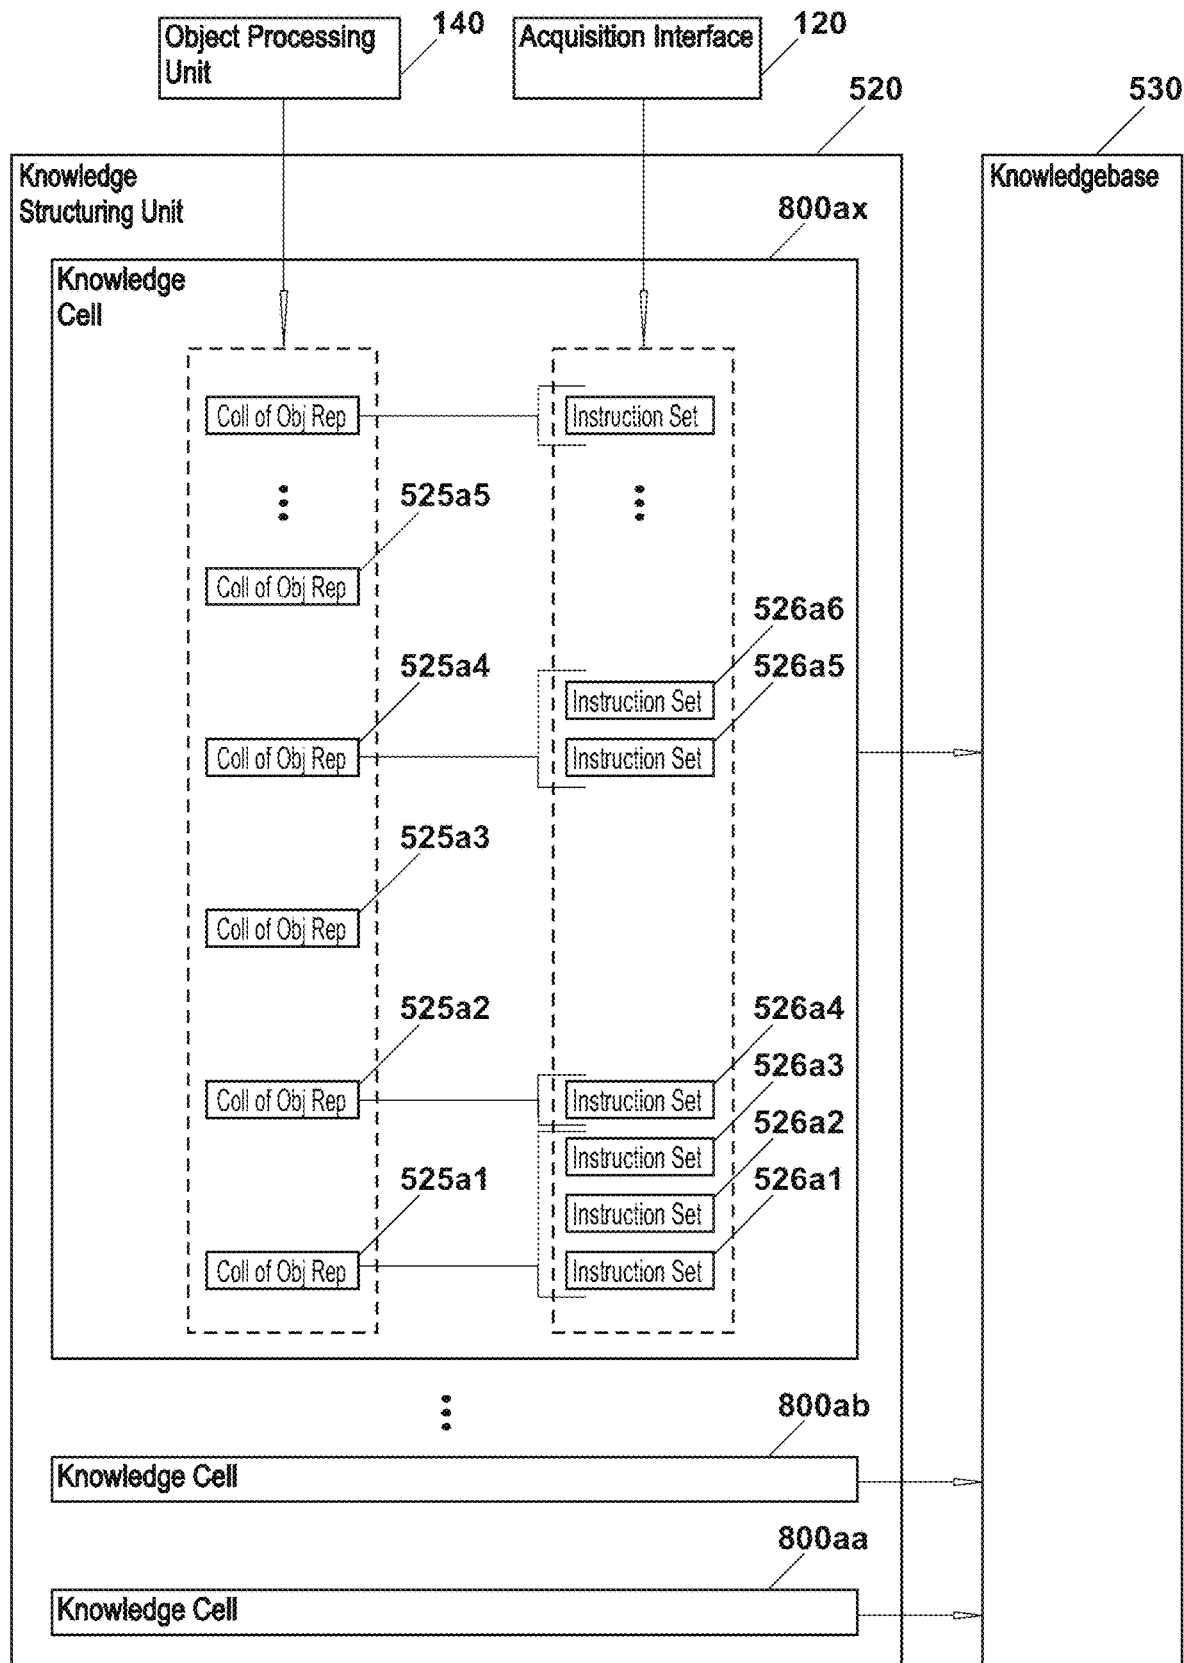 Object Processing
Unit
140
Acquisition Interface
120
520
530
Knowledge
Structuring Unit
Knowledgebase
800ax
Knowledge
Cell
Coll of Obj Rep
Instruction Set
525a5
Coll of Obj Rep
526a6
525a4
526a5
Instruction Set
Coll of Obj Rep
Instruction Set
525a3
Coll of Obj Rep
525a2
526a4
526a3
Coll of Obj Rep
Instruction Set
526a2
Instruction Set
525a1
526a1
Instruction Set
Coll of Obj Rep
Instruction Set
800ab
Knowledge Cell
800aa
Knowledge Cell